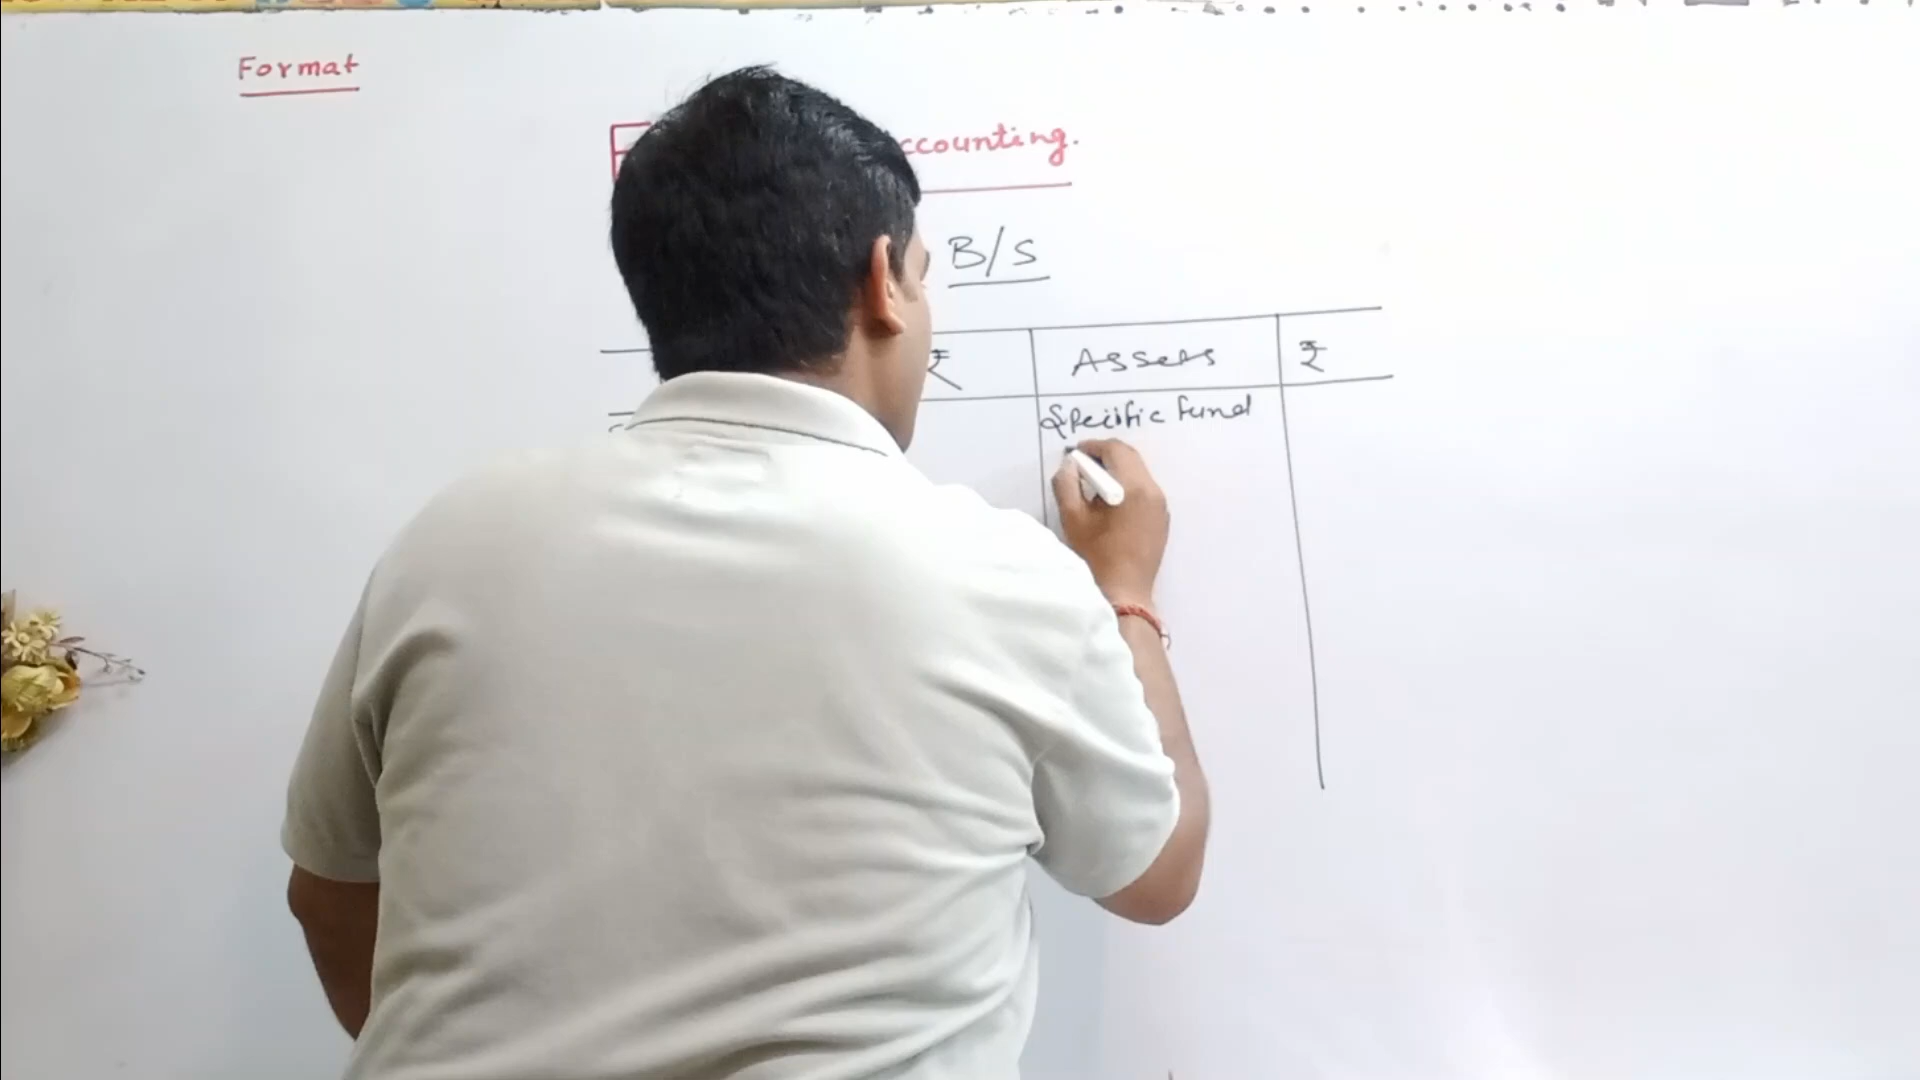 Format
ccounting.
B/S
₹ Assets ₹
Specific fund